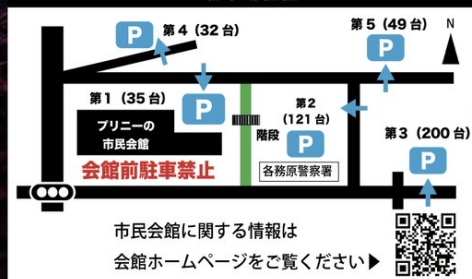 第4（32台）
P
第5（49台）
P
N
第1（35台）
P
プリニーの
市民会館
会館前駐車禁止
階段
第2
（121台）
P
各務原警察署
第3（200台）
P
市民会館に関する情報は
会館ホームページをご覧ください▶